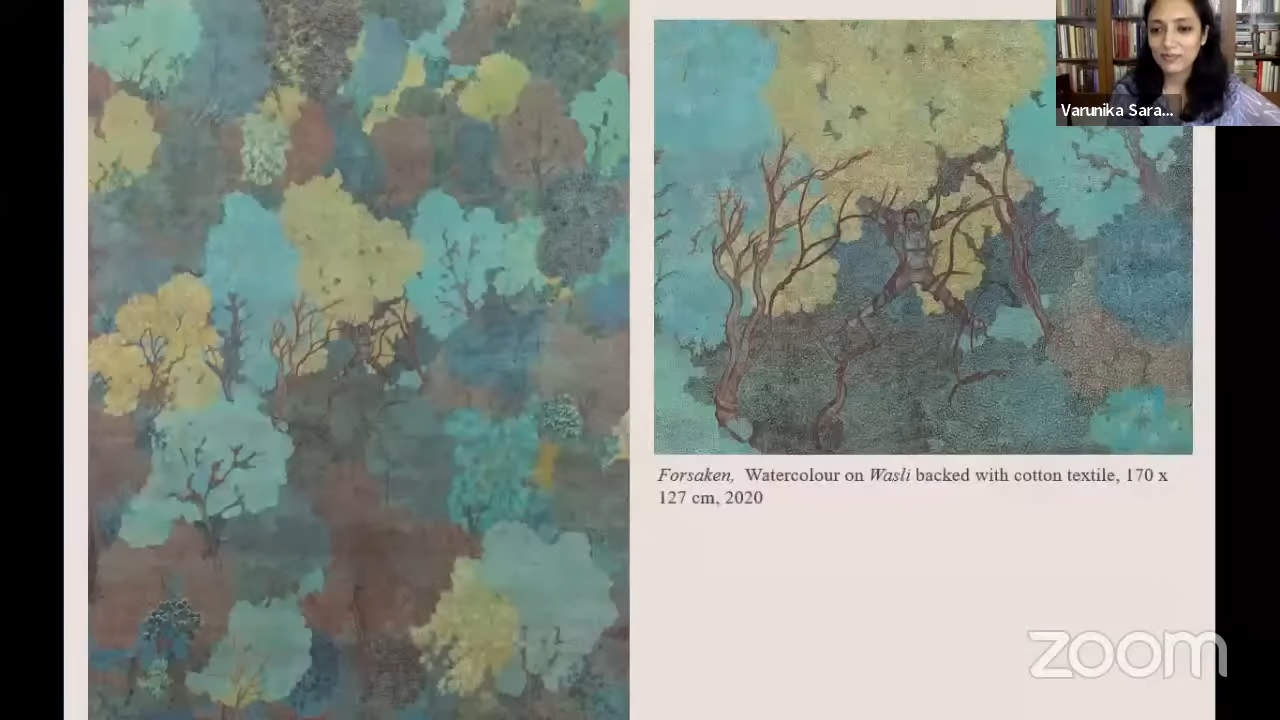 Varunika Sara...
Forsaken, Watercolour on Wasli backed with cotton textile, 170 x
127 cm, 2020
zoom